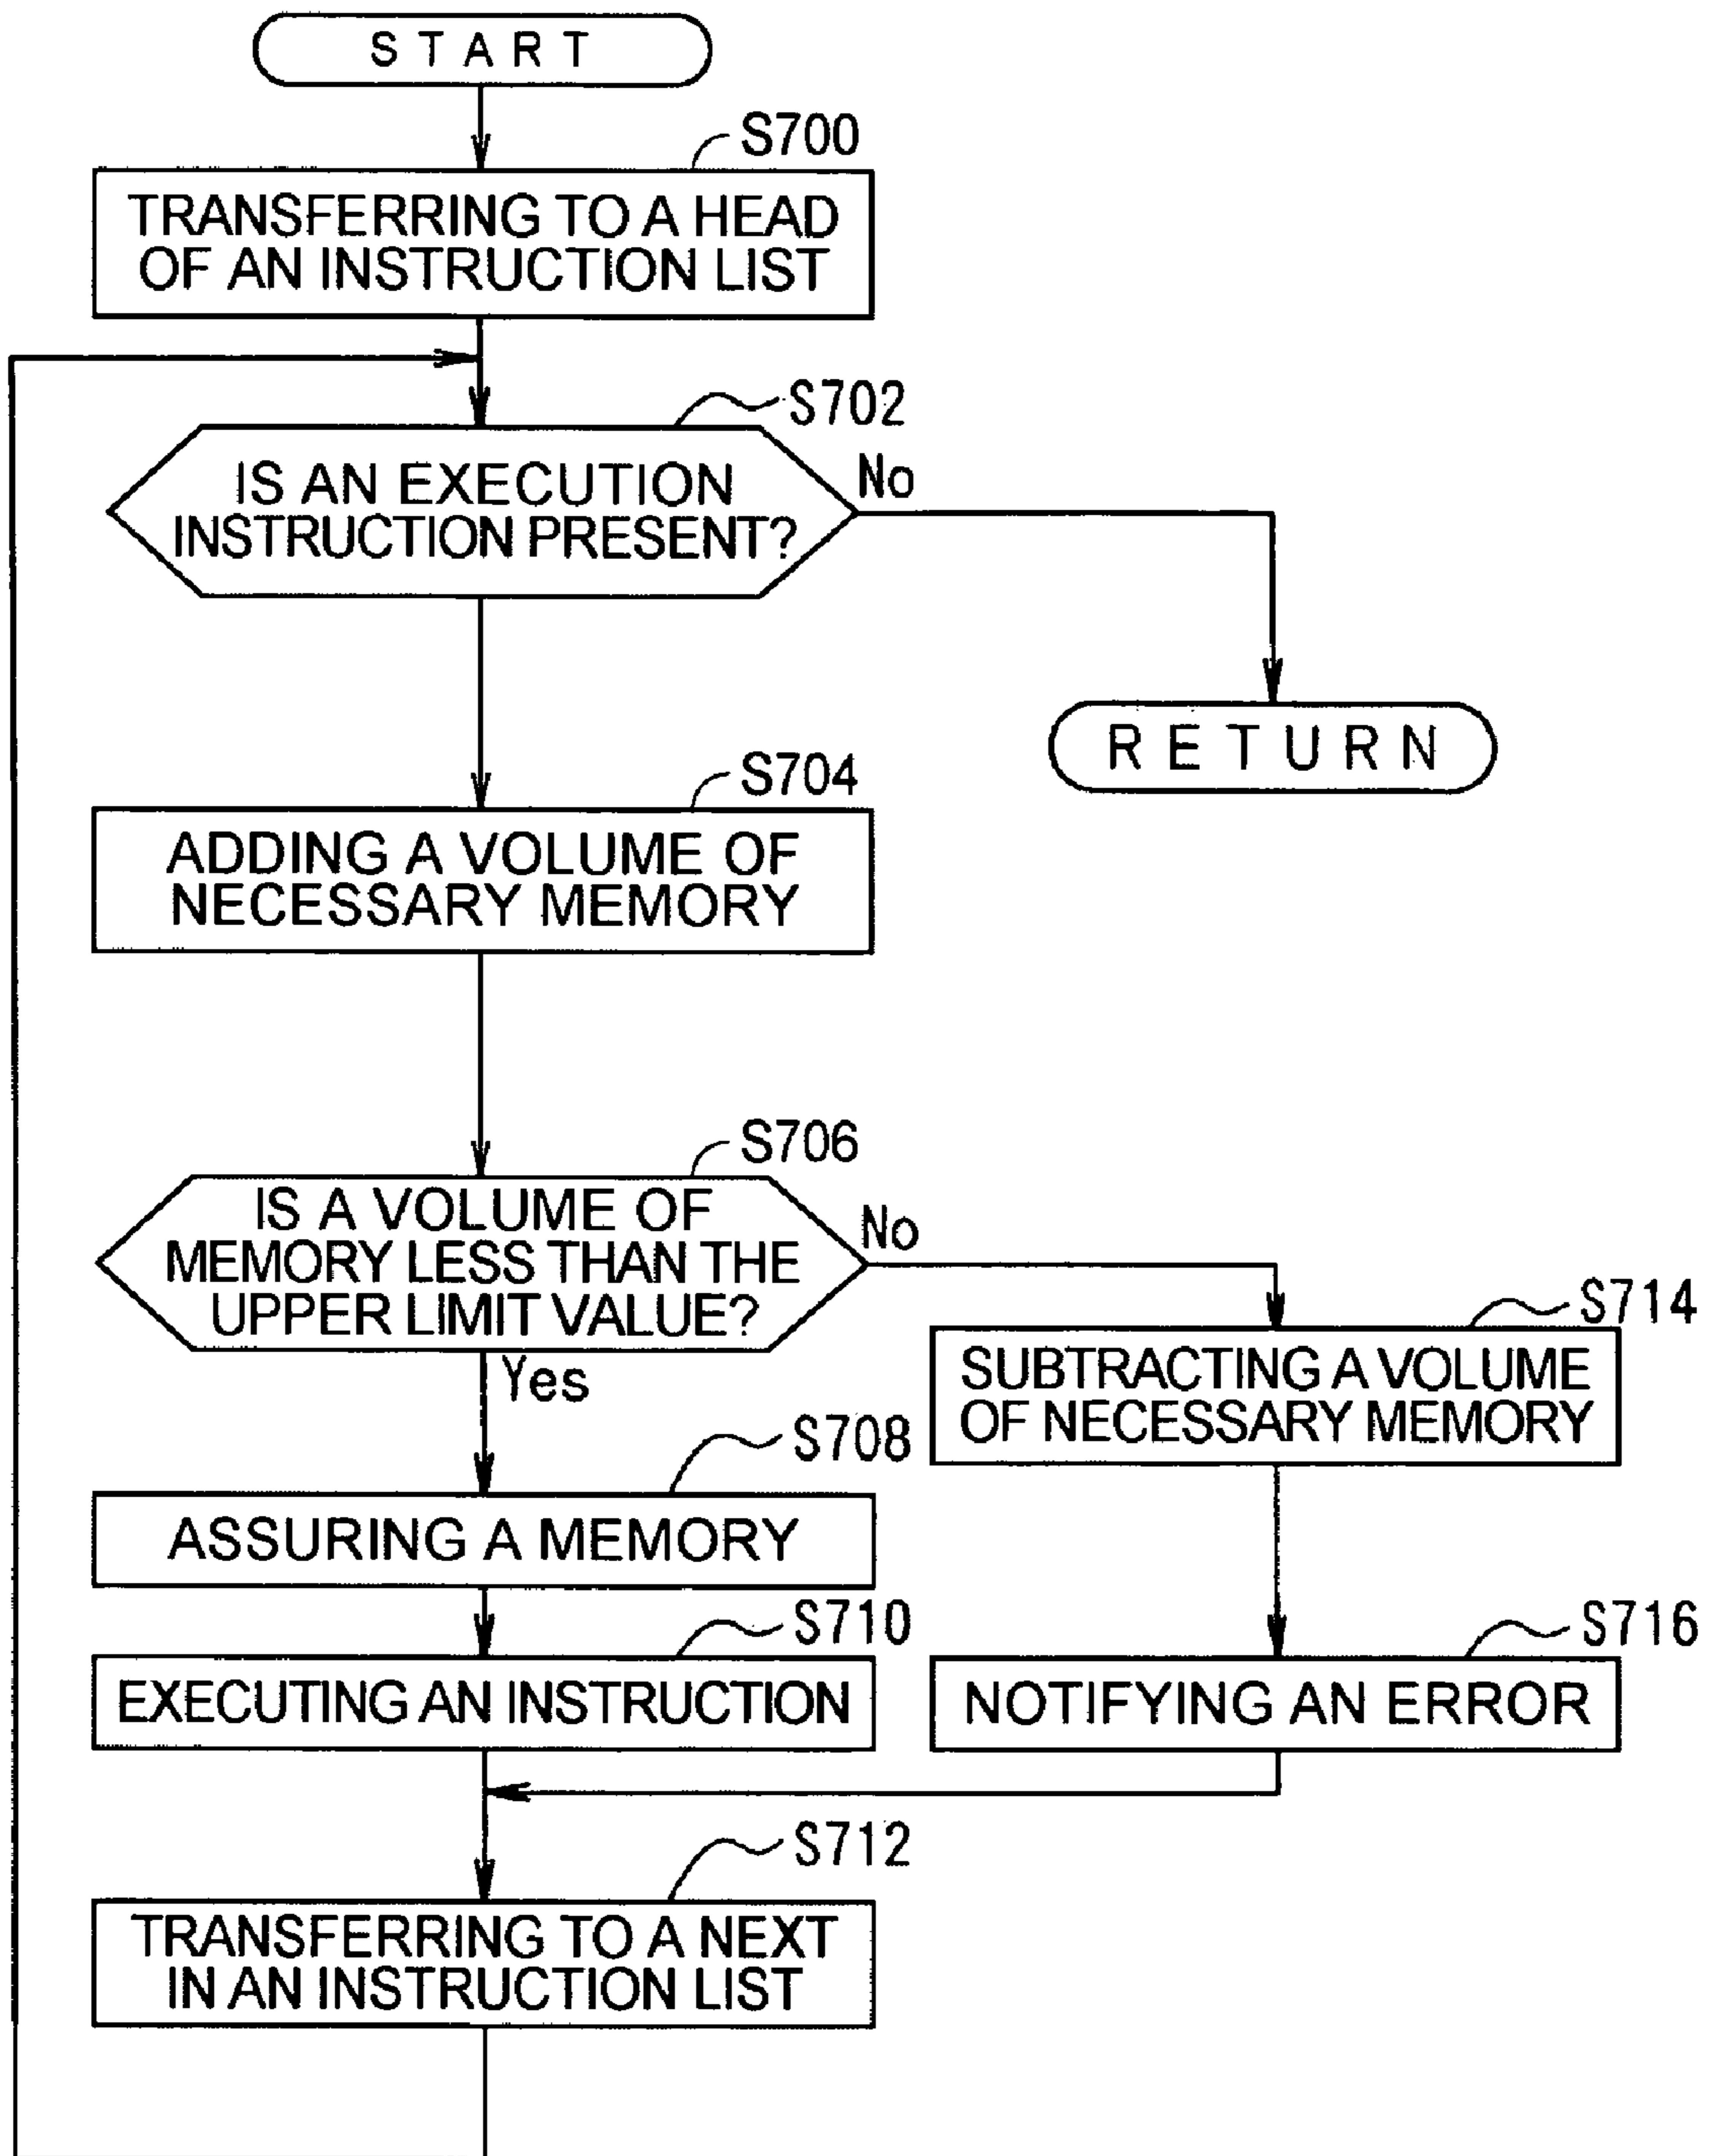 START
S700
TRANSFERRING TO A HEAD
OF AN INSTRUCTION LIST
S702
IS AN EXECUTION
INSTRUCTION PRESENT?
No
RETURN
S704
ADDING A VOLUME OF
NECESSARY MEMORY
S706
IS A VOLUME OF
MEMORY LESS THAN THE
UPPER LIMIT VALUE?
No
Yes
S714
SUBTRACTING A VOLUME
OF NECESSARY MEMORY
S708
ASSURING A MEMORY
S710
EXECUTING AN INSTRUCTION
S716
NOTIFYING AN ERROR
S712
TRANSFERRING TO A NEXT
IN AN INSTRUCTION LIST